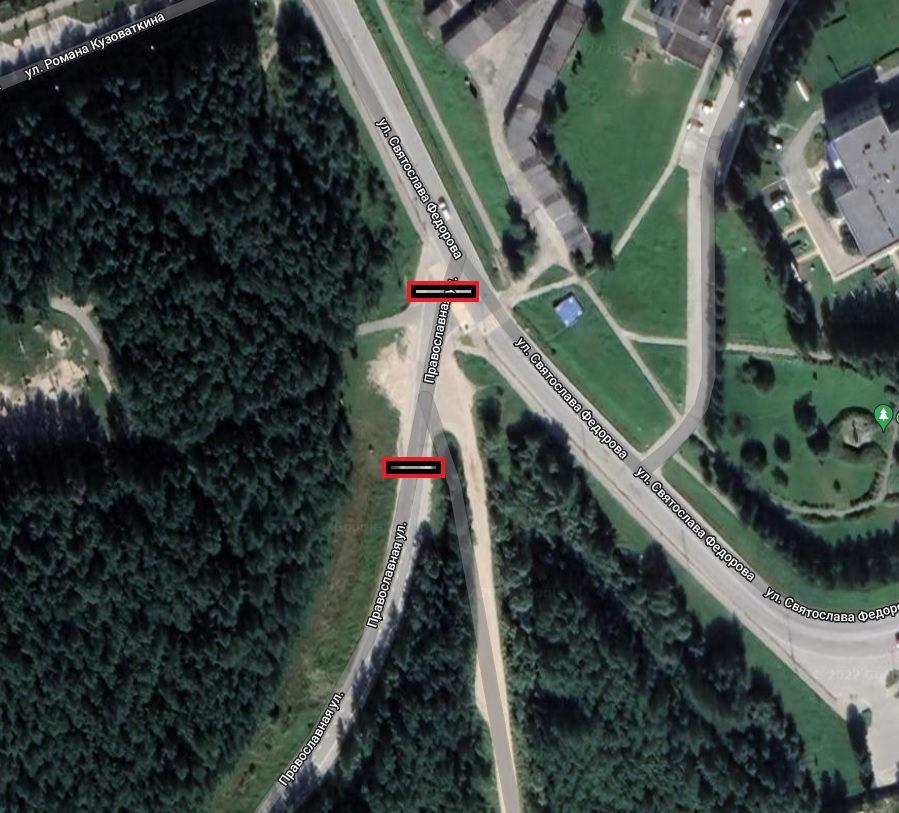 ул. Романа Кузоваткина
ул. Святослава Федорова
Православная
ул. Святослава Федорова
ул. Святослава Федорова
ул. Святослава
Православная ул.
Православная ул.